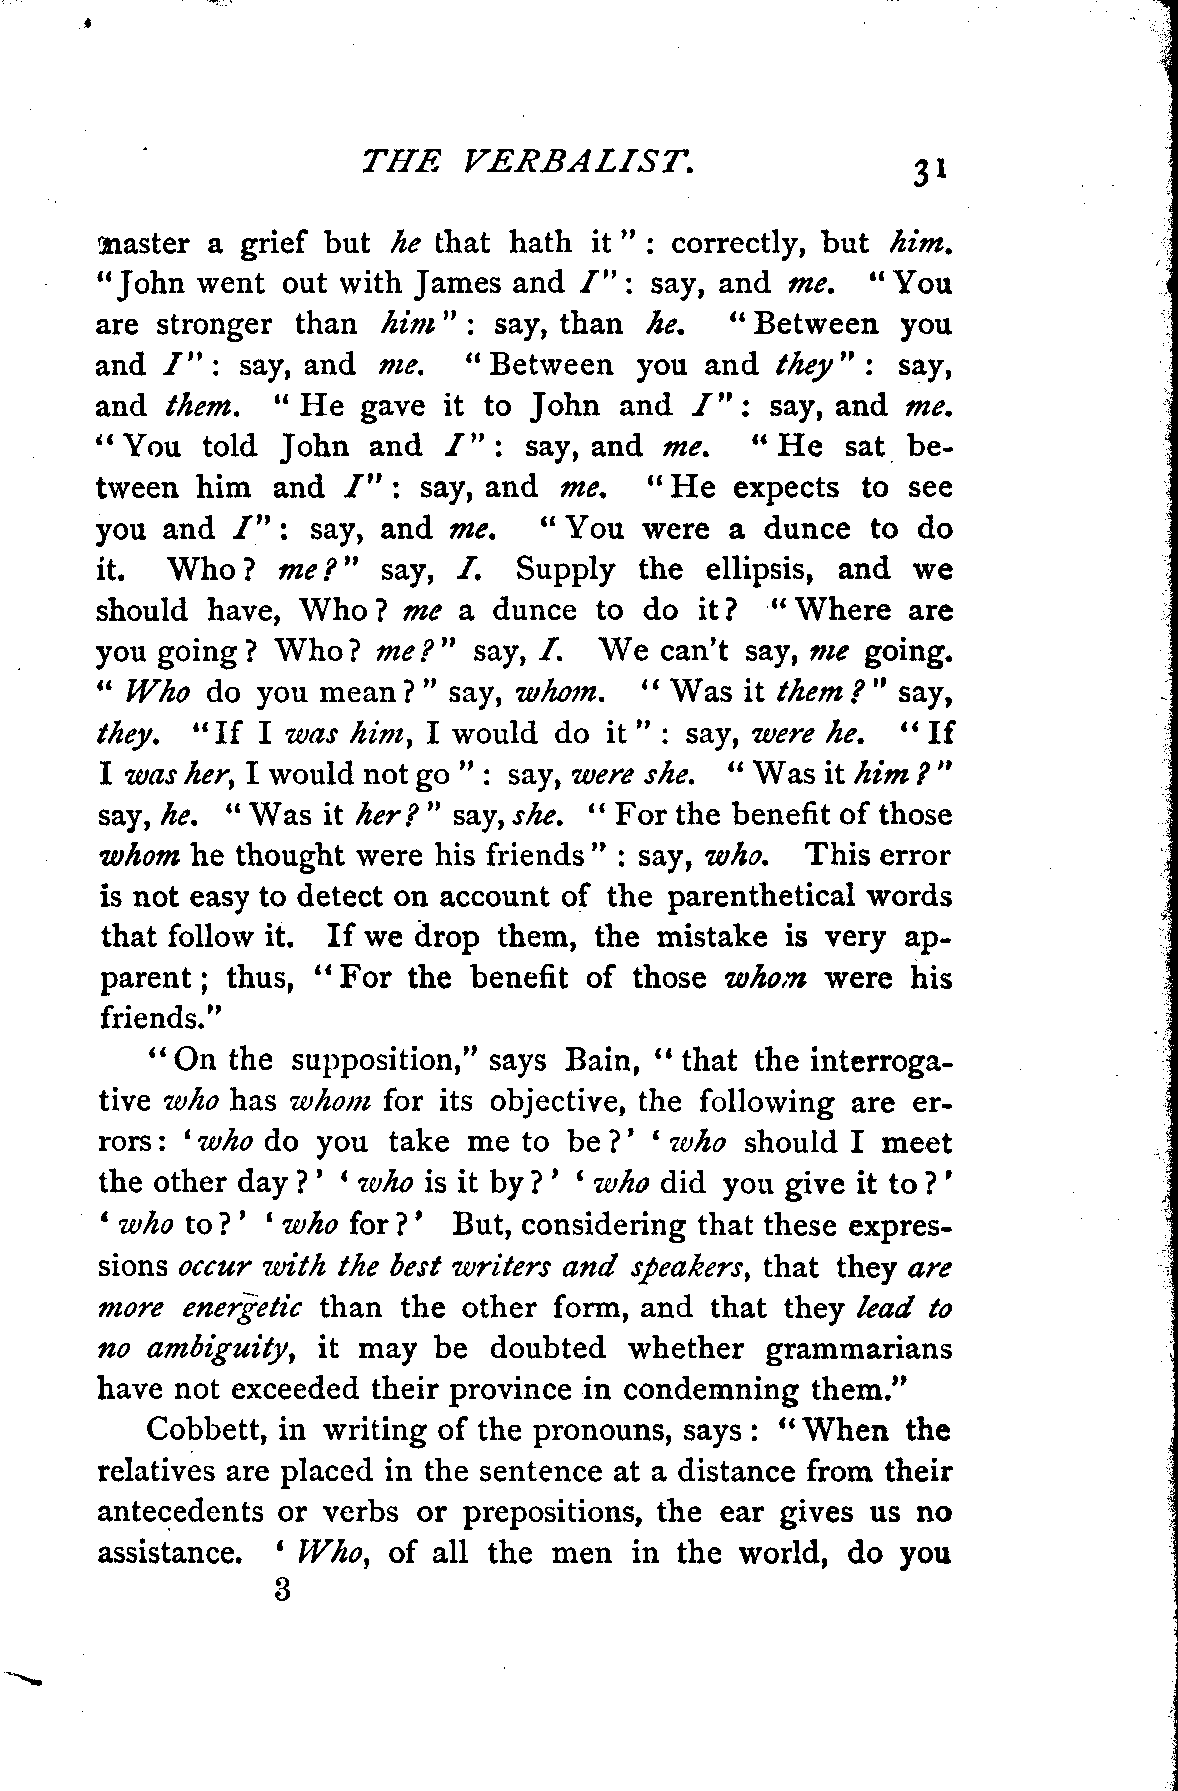 THE VERBALIST. 31
master a grief but he that hath it": correctly, but him.
"John went out with James and I": say, and me. "You
are stronger than him": say, than he. "Between you
and I": say, and me. "Between you and they": say,
and them. "He gave it to John and I": say, and me.
"You told John and I": say, and me. "He sat be-
tween him and I": say, and me. "He expects to see
you and I": say, and me. "You were a dunce to do
it. Who? me?" say, I. Supply the ellipsis, and we
should have, Who? me a dunce to do it? "Where are
you going? Who? me?" say, I. We can't say, me going.
"Who do you mean?" say, whom. "Was it them?" say,
they. "If I was him, I would do it": say, were he. "If
I was her, I would not go": say, were she. "Was it him?"
say, he. "Was it her?" say, she. "For the benefit of those
whom he thought were his friends": say, who. This error
is not easy to detect on account of the parenthetical words
that follow it. If we drop them, the mistake is very ap-
parent; thus, "For the benefit of those whom were his
friends."
"On the supposition," says Bain, "that the interroga-
tive who has whom for its objective, the following are er-
rors: 'who do you take me to be?' 'who should I meet
the other day?' 'who is it by?' 'who did you give it to?'
'who to?' 'who for?' But, considering that these expres-
sions occur with the best writers and speakers, that they are
more energetic than the other form, and that they lead to
no ambiguity, it may be doubted whether grammarians
have not exceeded their province in condemning them."
Cobbett, in writing of the pronouns, says: "When the
relatives are placed in the sentence at a distance from their
antecedents or verbs or prepositions, the ear gives us no
assistance. 'Who, of all the men in the world, do you
3